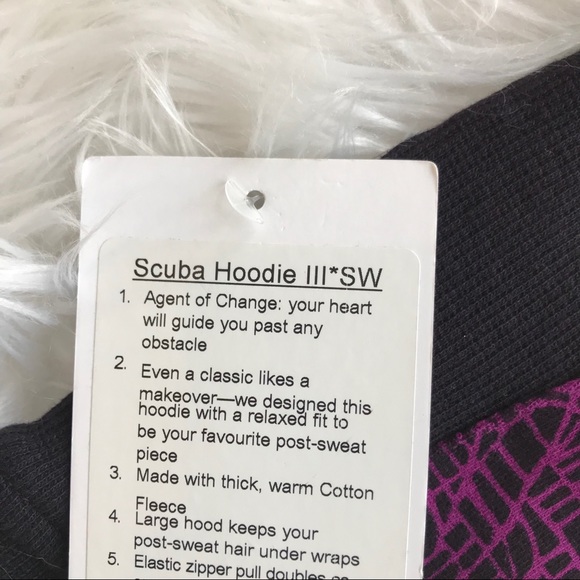 Scuba Hoodie III*SW
1. Agent of Change: your heart
will guide you past any
obstacle
2. Even a classic likes a
makeover—we designed this
hoodie with a relaxed fit to
be your favourite post-sweat
piece
3. Made with thick, warm Cotton
Fleece
4. Large hood keeps your
post-sweat hair under wraps
5. Elastic zipper pull doubles as